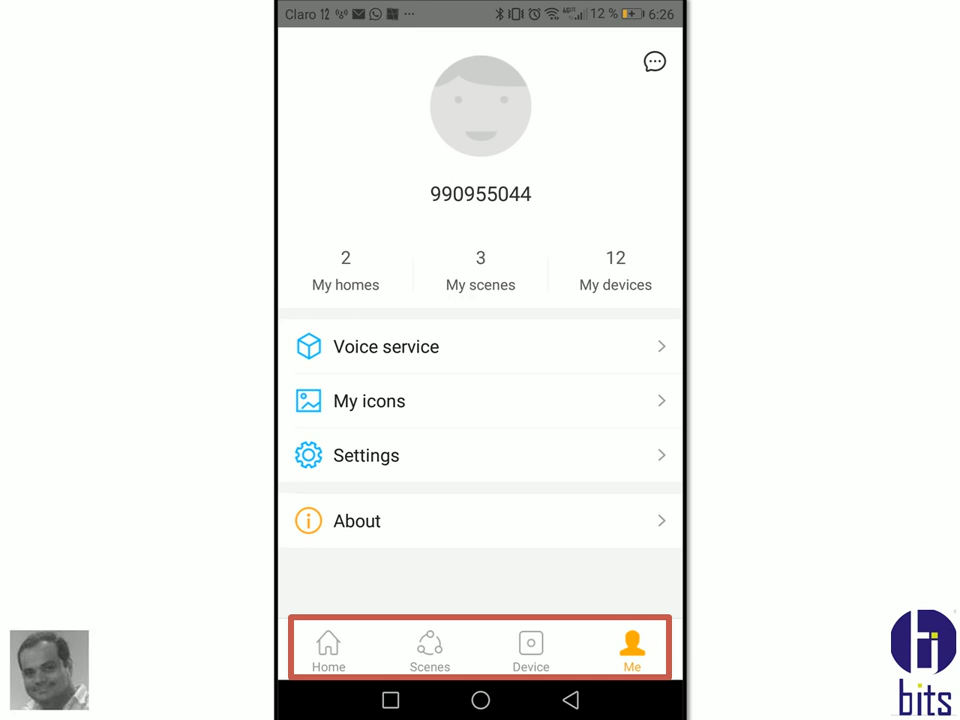 Claro 12 12 % 6:26
990955044
2 3 12
My homes My scenes My devices
Voice service
My icons
Settings
About
Home Scenes Device Me
bits